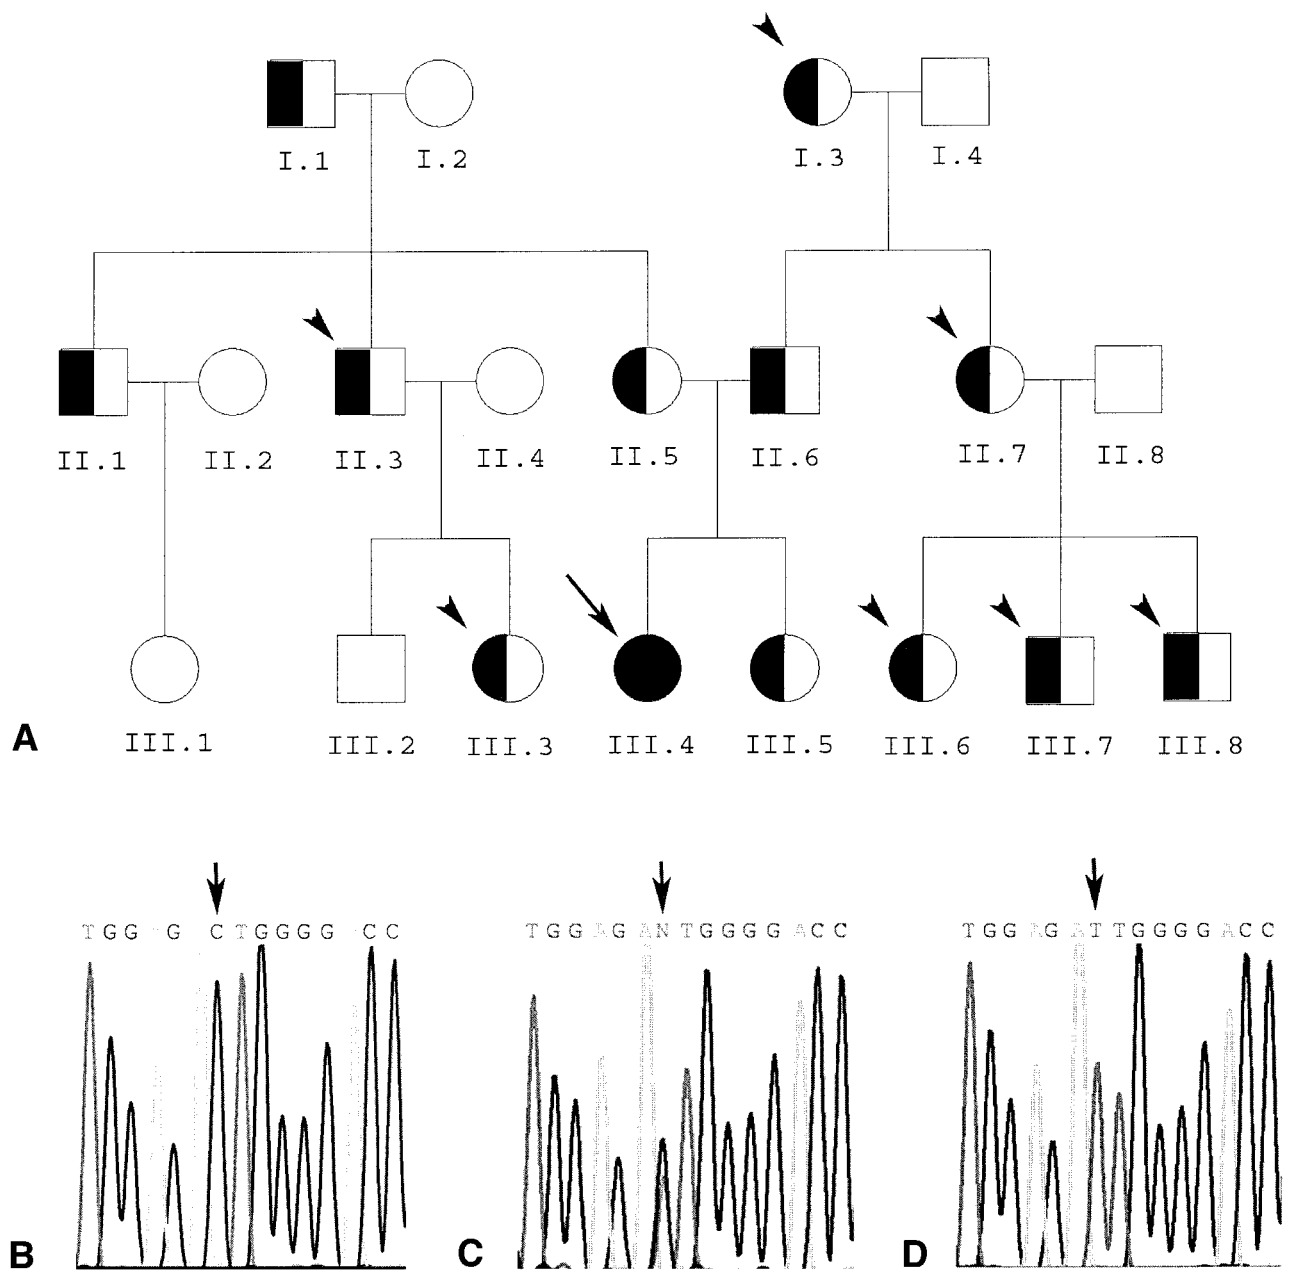 I.1 I.2 I.3 I.4
II.1 II.2 II.3 II.4 II.5 II.6 II.7 II.8
A III.1 III.2 III.3 III.4 III.5 III.6 III.7 III.8
TGG G CTGGGG CC TGGAGANTGGGGACC TGGAGATTGGGGACC
B C D